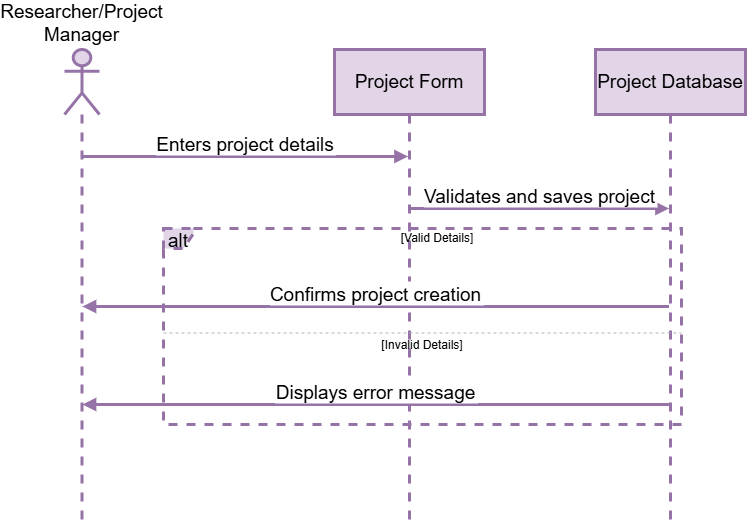 Researcher/Project
Manager
Project Form
Project Database
Enters project details
Validates and saves project
alt
[Valid Details]
Confirms project creation
[Invalid Details]
Displays error message